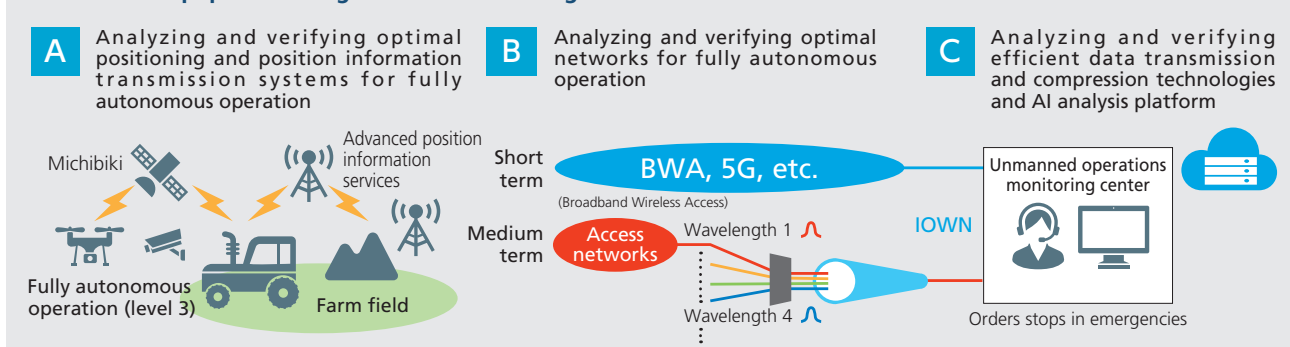 A
Analyzing and verifying optimal
positioning and position information
transmission systems for fully
autonomous operation
B
Analyzing and verifying optimal
networks for fully autonomous
operation
C
Analyzing and verifying
efficient data transmission
and compression technologies
and AI analysis platform
Michibiki
Advanced position
information
services
Fully autonomous
operation (level 3)
Farm field
Short
term
BWA, 5G, etc.
(Broadband Wireless Access)
Medium
term
Access
networks
Wavelength 1
Wavelength 4
IOWN
Unmanned operations
monitoring center
Orders stops in emergencies